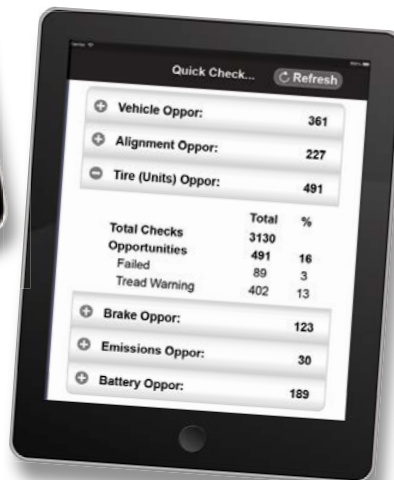 Quick Check... Refresh
Vehicle Oppor: 361
Alignment Oppor: 227
Tire (Units) Oppor: 491
Total %
Total Checks 3130
Opportunities 491 16
Failed 89 3
Tread Warning 402 13
Brake Oppor: 123
Emissions Oppor: 30
Battery Oppor: 189